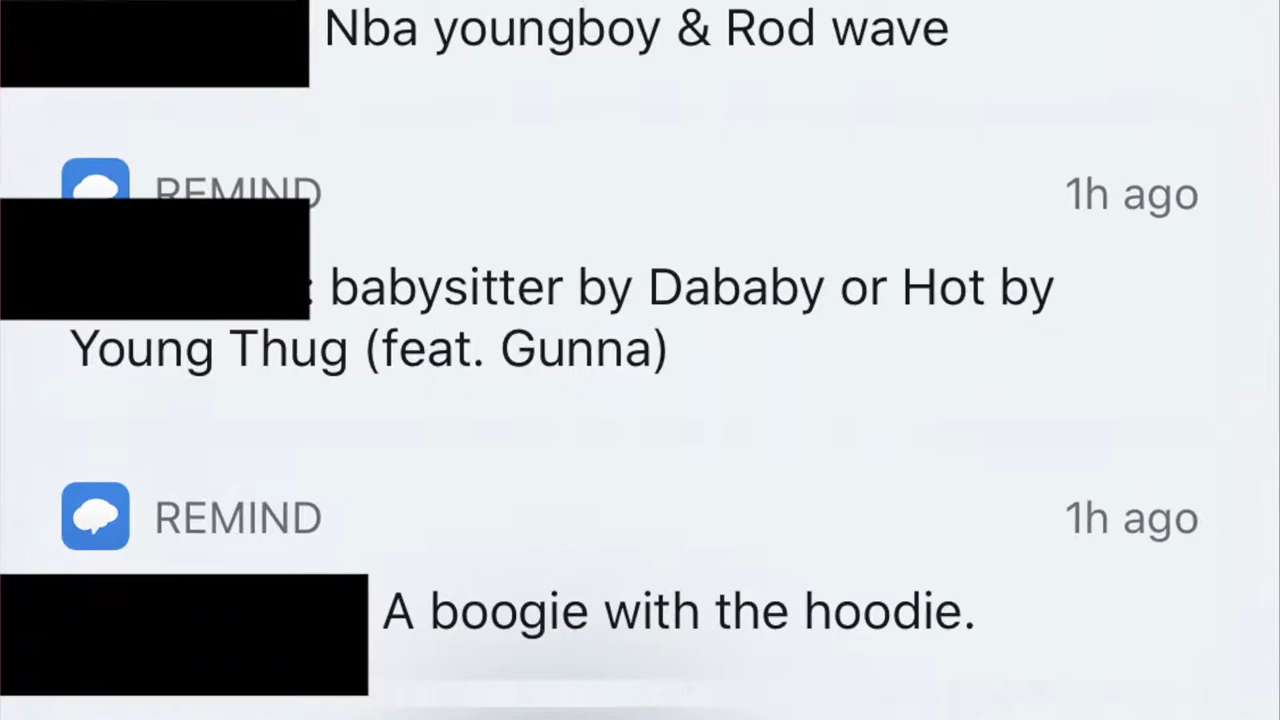 Nba youngboy & Rod wave
REMIND 1h ago
: babysitter by Dababy or Hot by
Young Thug (feat. Gunna)
REMIND 1h ago
A boogie with the hoodie.